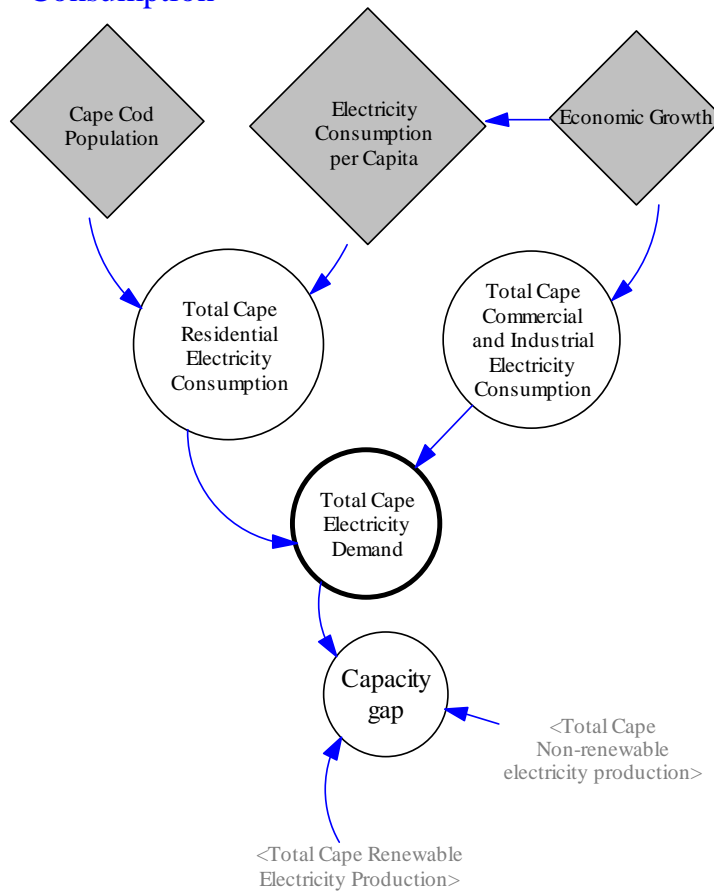 Consumption
Cape Cod
Population
Electricity
Consumption
per Capita
Economic Growth
Total Cape
Residential
Electricity
Consumption
Total Cape
Commercial
and Industrial
Electricity
Consumption
Total Cape
Electricity
Demand
Capacity
gap
<Total Cape
Non-renewable
electricity production>
<Total Cape Renewable
Electricity Production>